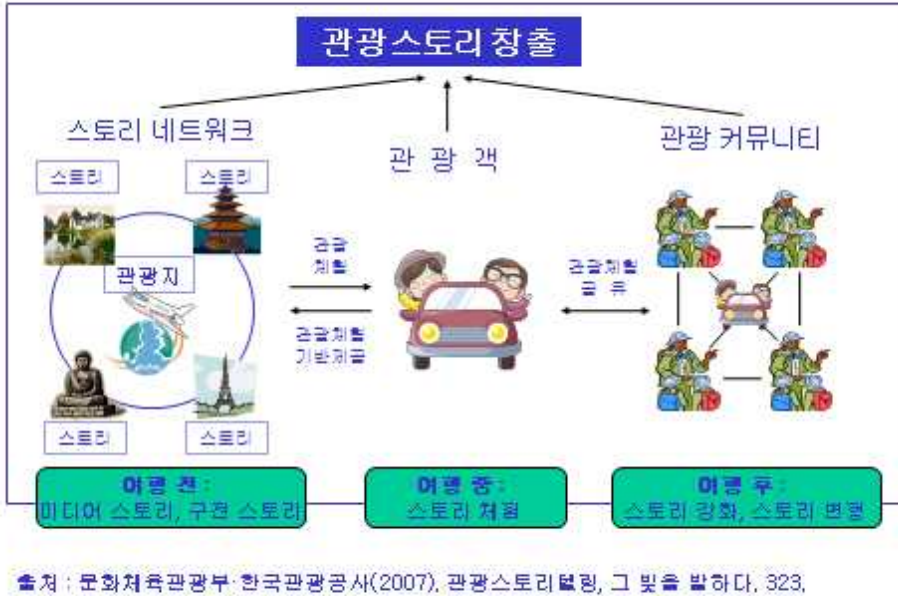 관광스토리 창출
스토리 네트워크
관 광 객
관광 커뮤니티
스토리
스토리
관광지
스토리
스토리
관광
체험
관광체험
기반제공
관광체험
공 유
여행 전 :
미디어 스토리, 구전 스토리
여행 중 :
스토리 체험
여행 후 :
스토리 강화, 스토리 변형
출처 : 문화체육관광부·한국관광공사(2007), 관광스토리텔링, 그 빛을 발하다, 323,